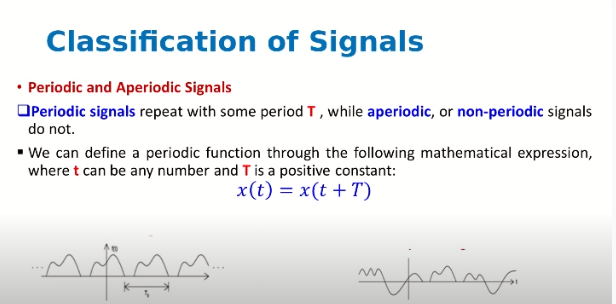 Classification of Signals
• Periodic and Aperiodic Signals
❑Periodic signals repeat with some period T , while aperiodic, or non-periodic signals
do not.
▪ We can define a periodic function through the following mathematical expression,
where t can be any number and T is a positive constant:
x(t) = x(t + T)